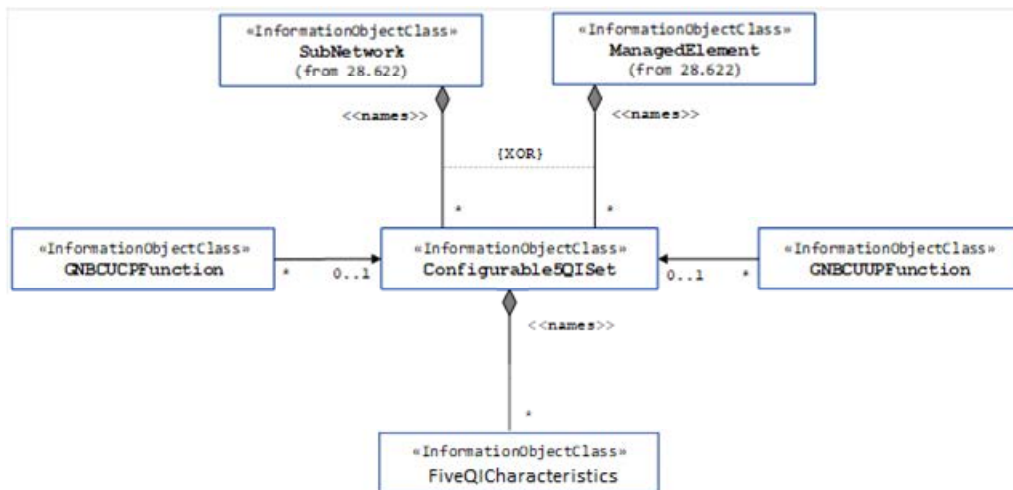 «InformationObjectClass»
SubNetwork
(from 28.622)
«InformationObjectClass»
ManagedElement
(from 28.622)
<<names>>
<<names>>
{XOR}
*
*
«InformationObjectClass»
GNBCUCPFunction
*
0..1
«InformationObjectClass»
Configurable5QISet
0..1
*
«InformationObjectClass»
GNBCUUPFunction
<<names>>
*
«InformationObjectClass»
FiveQICharacteristics